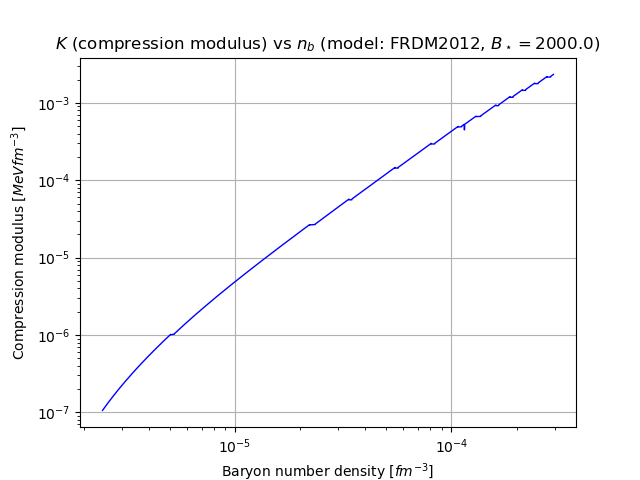 K (compression modulus) vs n_b (model: FRDM2012, B⋆ = 2000.0)
Compression modulus [MeVfm⁻³]
10⁻³
10⁻⁴
10⁻⁵
10⁻⁶
10⁻⁷
10⁻⁵ 10⁻⁴
Baryon number density [fm⁻³]